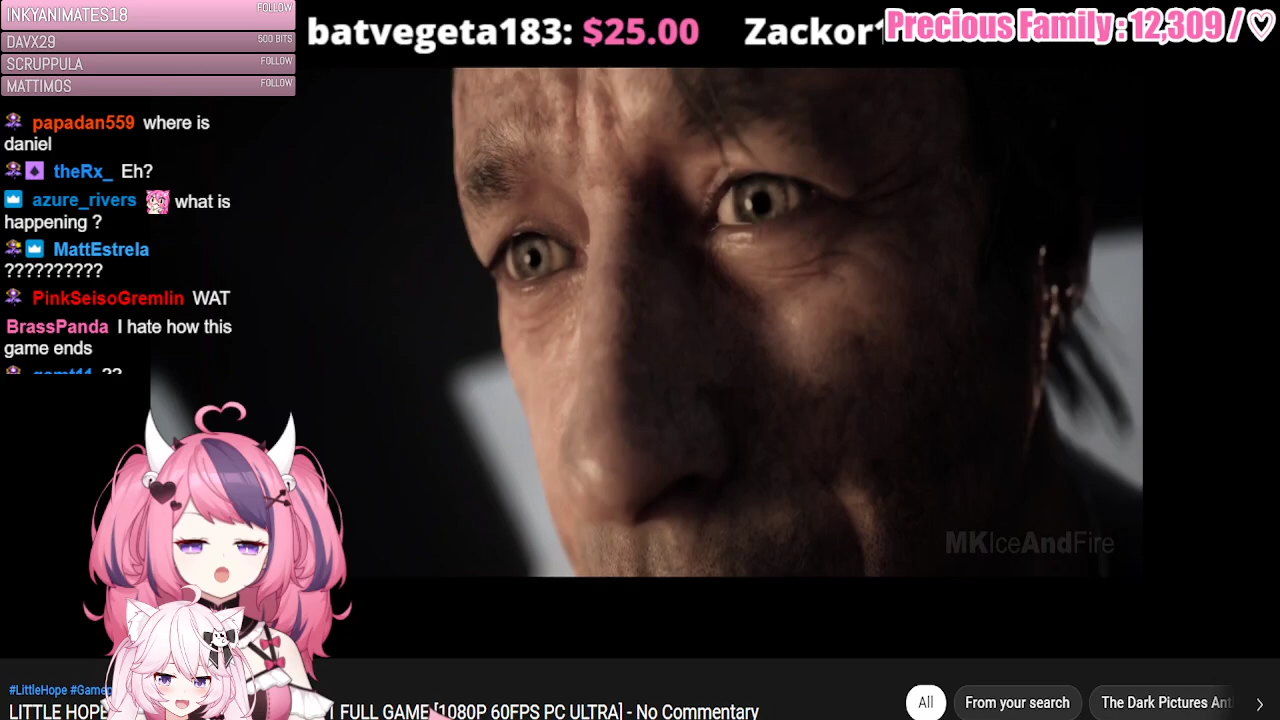 INKYANIMATES18 FOLLOW
DAVX29 500 BITS
SCRUPPULA FOLLOW
MATTIMOS FOLLOW
batvegeta183: $25.00 Zackor
Precious Family : 12,309 / ♡
papadan559 where is
daniel
theRx_ Eh?
azure_rivers what is
happening ?
MattEstrela
??????????
PinkSeisoGremlin WAT
BrassPanda I hate how this
game ends
MKIceAndFire
#LittleHope
LITTLE HOPE FULL GAME [1080P 60FPS PC ULTRA] - No Commentary
All From your search The Dark Pictures